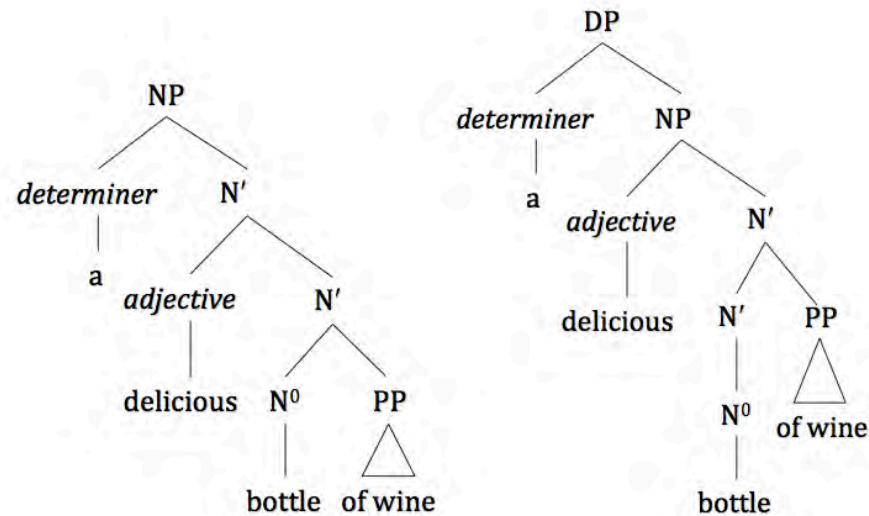 NP
determiner N′
a
adjective N′
delicious N⁰ PP
bottle of wine
DP
determiner NP
a
adjective N′
delicious N′ PP
N⁰ of wine
bottle